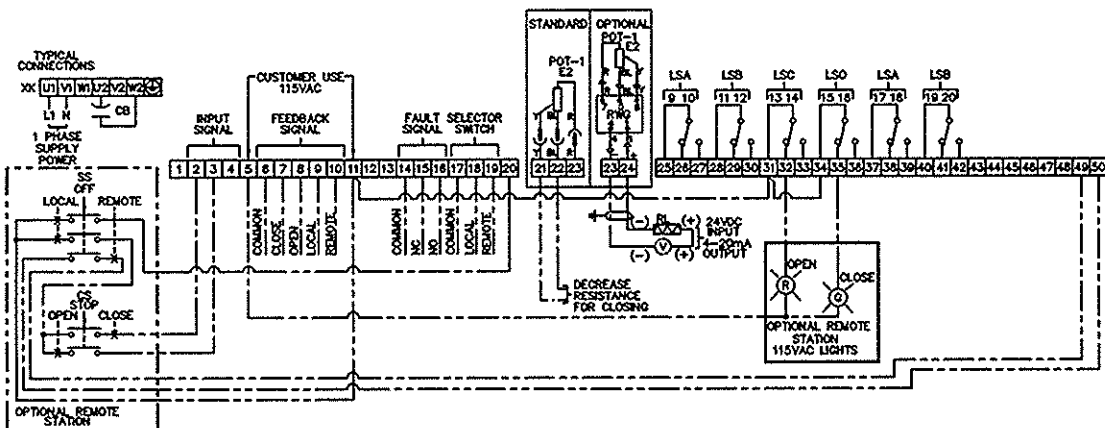 TYPICAL
CONNECTIONS
XK U1 V1 W1 U2 V2 W2
L1 N
CB
1 PHASE
SUPPLY
POWER
SS
OFF
LOCAL REMOTE
CS
STOP
OPEN CLOSE
OPTIONAL REMOTE
STATION
INPUT
SIGNAL
CUSTOMER USE
115VAC
FEEDBACK
SIGNAL
FAULT
SIGNAL
SELECTOR
SWITCH
1 2 3 4 5 6 7 8 9 10 11 12 13 14 15 16 17 18 19 20
COMMON
CLOSE
OPEN
LOCAL
REMOTE
COMMON
NC
NO
COMMON
LOCAL
REMOTE
STANDARD
POT-1
E2
Y BL R
Y BL R
21 22 23
OPTIONAL
POT-1
E2
R BL Y
RWG
23 24
(-) RL (+)
(-) V (+)
24VDC
INPUT
4-20mA
OUTPUT
DECREASE
RESISTANCE
FOR CLOSING
LSA
9 10
LSB
11 12
LSC
13 14
LSO
15 16
LSA
17 18
LSB
19 20
25 26 27 28 29 30 31 32 33 34 35 36 37 38 39 40 41 42 43 44 45 46 47 48 49 50
OPEN
R
CLOSE
G
OPTIONAL REMOTE
STATION
115VAC LIGHTS